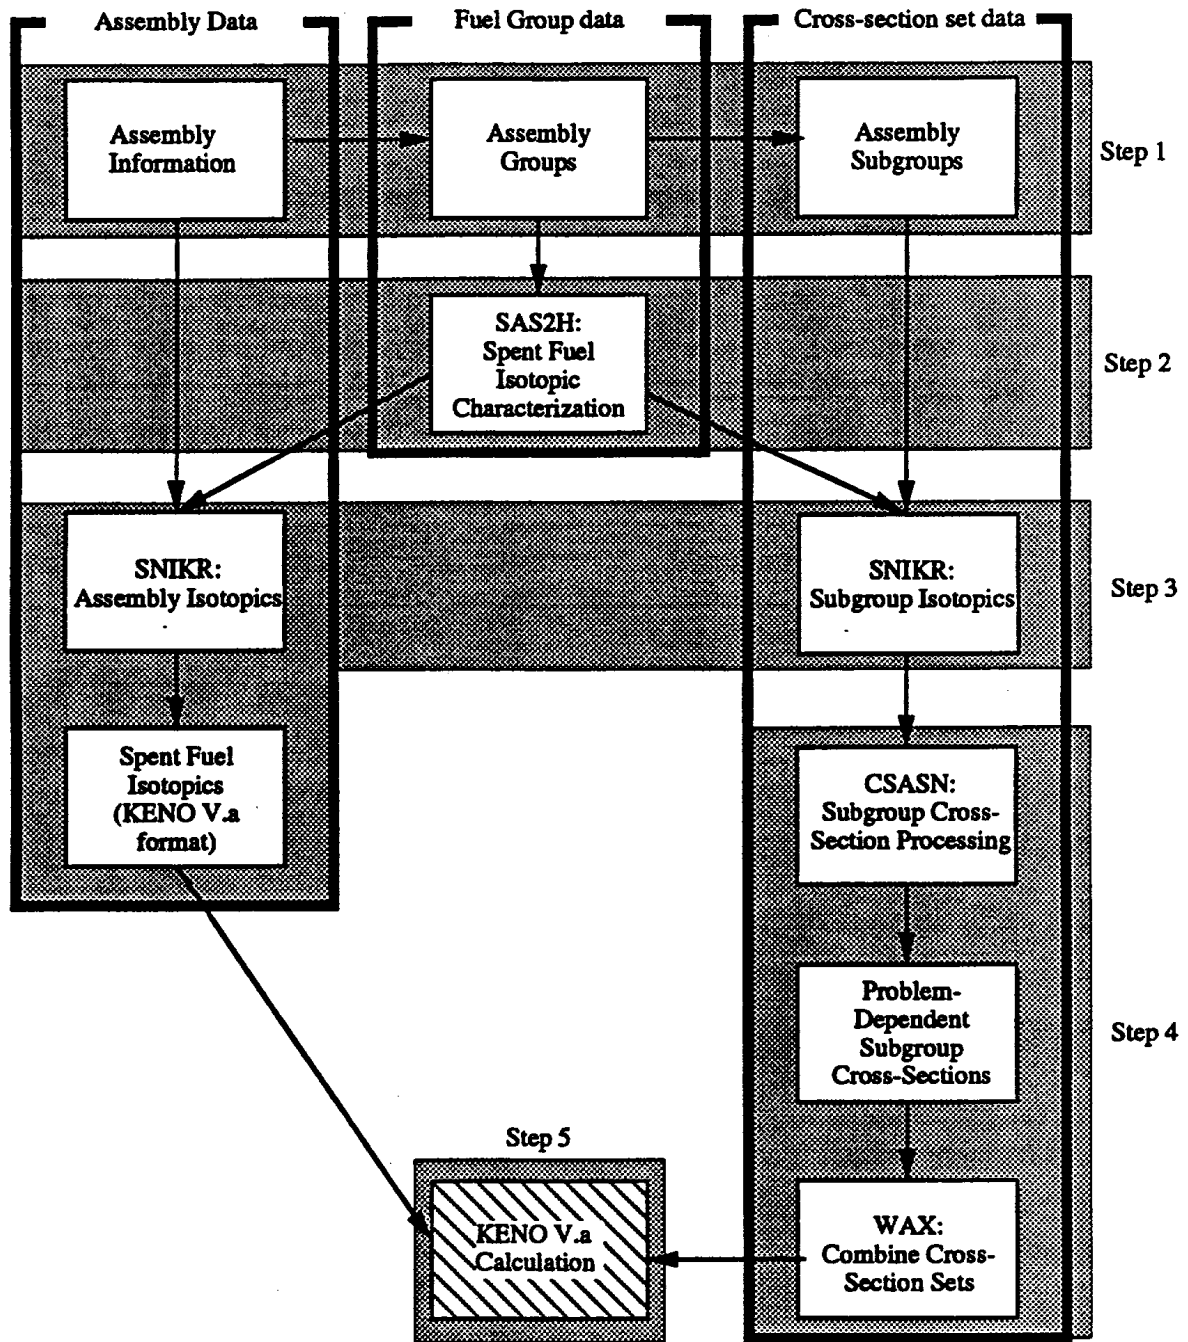 Assembly Data
Fuel Group data
Cross-section set data
Assembly
Information
Assembly
Groups
Assembly
Subgroups
Step 1
SAS2H:
Spent Fuel
Isotopic
Characterization
Step 2
SNIKR:
Assembly Isotopics
SNIKR:
Subgroup Isotopics
Step 3
Spent Fuel
Isotopics
(KENO V.a
format)
CSASN:
Subgroup Cross-
Section Processing
Problem-
Dependent
Subgroup
Cross-Sections
Step 4
Step 5
KENO V.a
Calculation
WAX:
Combine Cross-
Section Sets